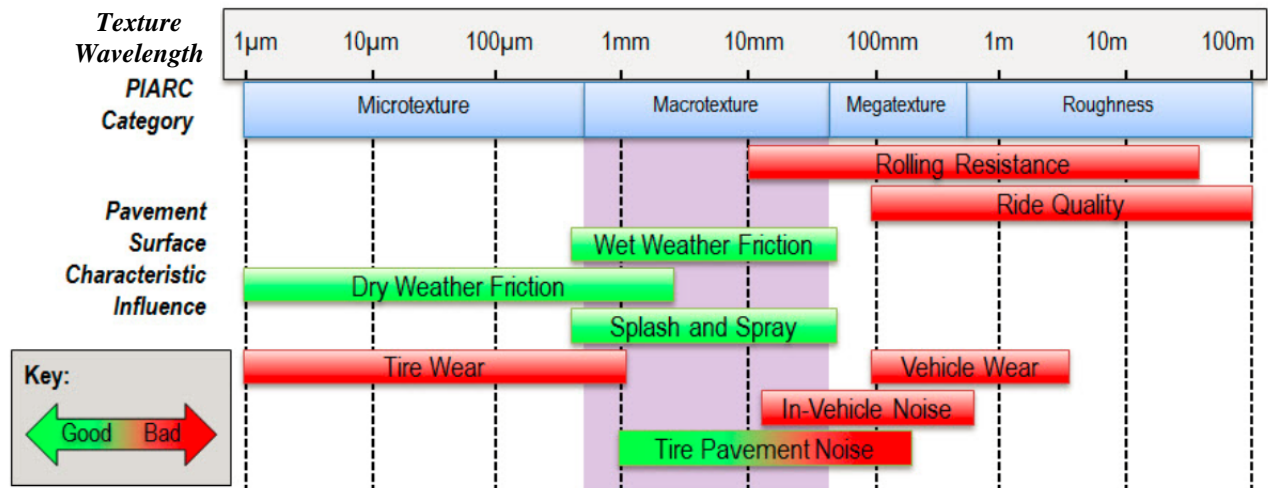 Texture
Wavelength
1µm 10µm 100µm 1mm 10mm 100mm 1m 10m 100m
PIARC
Category
Microtexture Macrotexture Megatexture Roughness
Rolling Resistance
Ride Quality
Pavement
Surface
Characteristic
Influence
Wet Weather Friction
Dry Weather Friction
Splash and Spray
Tire Wear Vehicle Wear
In-Vehicle Noise
Tire Pavement Noise
Key:
Good Bad